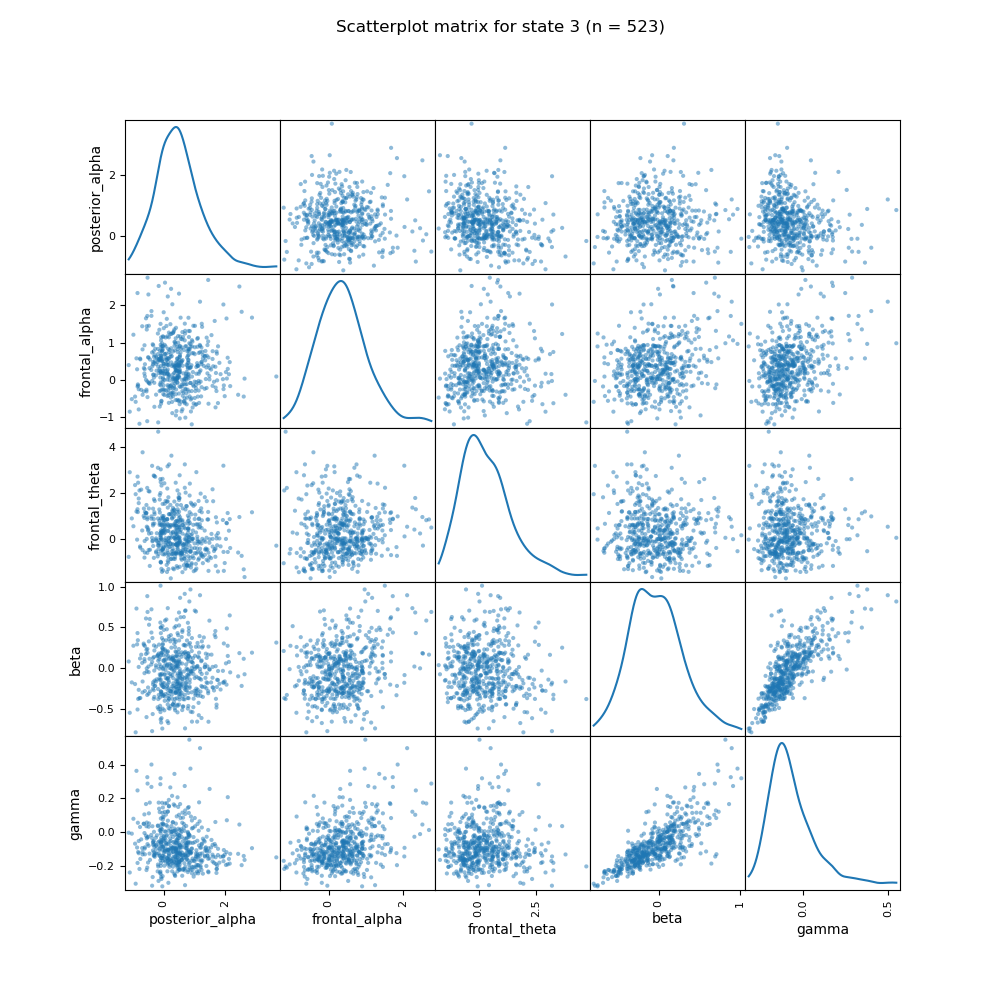 Scatterplot matrix for state 3 (n = 523)
posterior_alpha
2
0
frontal_alpha
2
1
0
−1
frontal_theta
4
2
0
beta
1.0
0.5
0.0
−0.5
gamma
0.4
0.2
0.0
−0.2
0 2 0 2 0.0 2.5 0 1 0.0 0.5
posterior_alpha frontal_alpha frontal_theta beta gamma